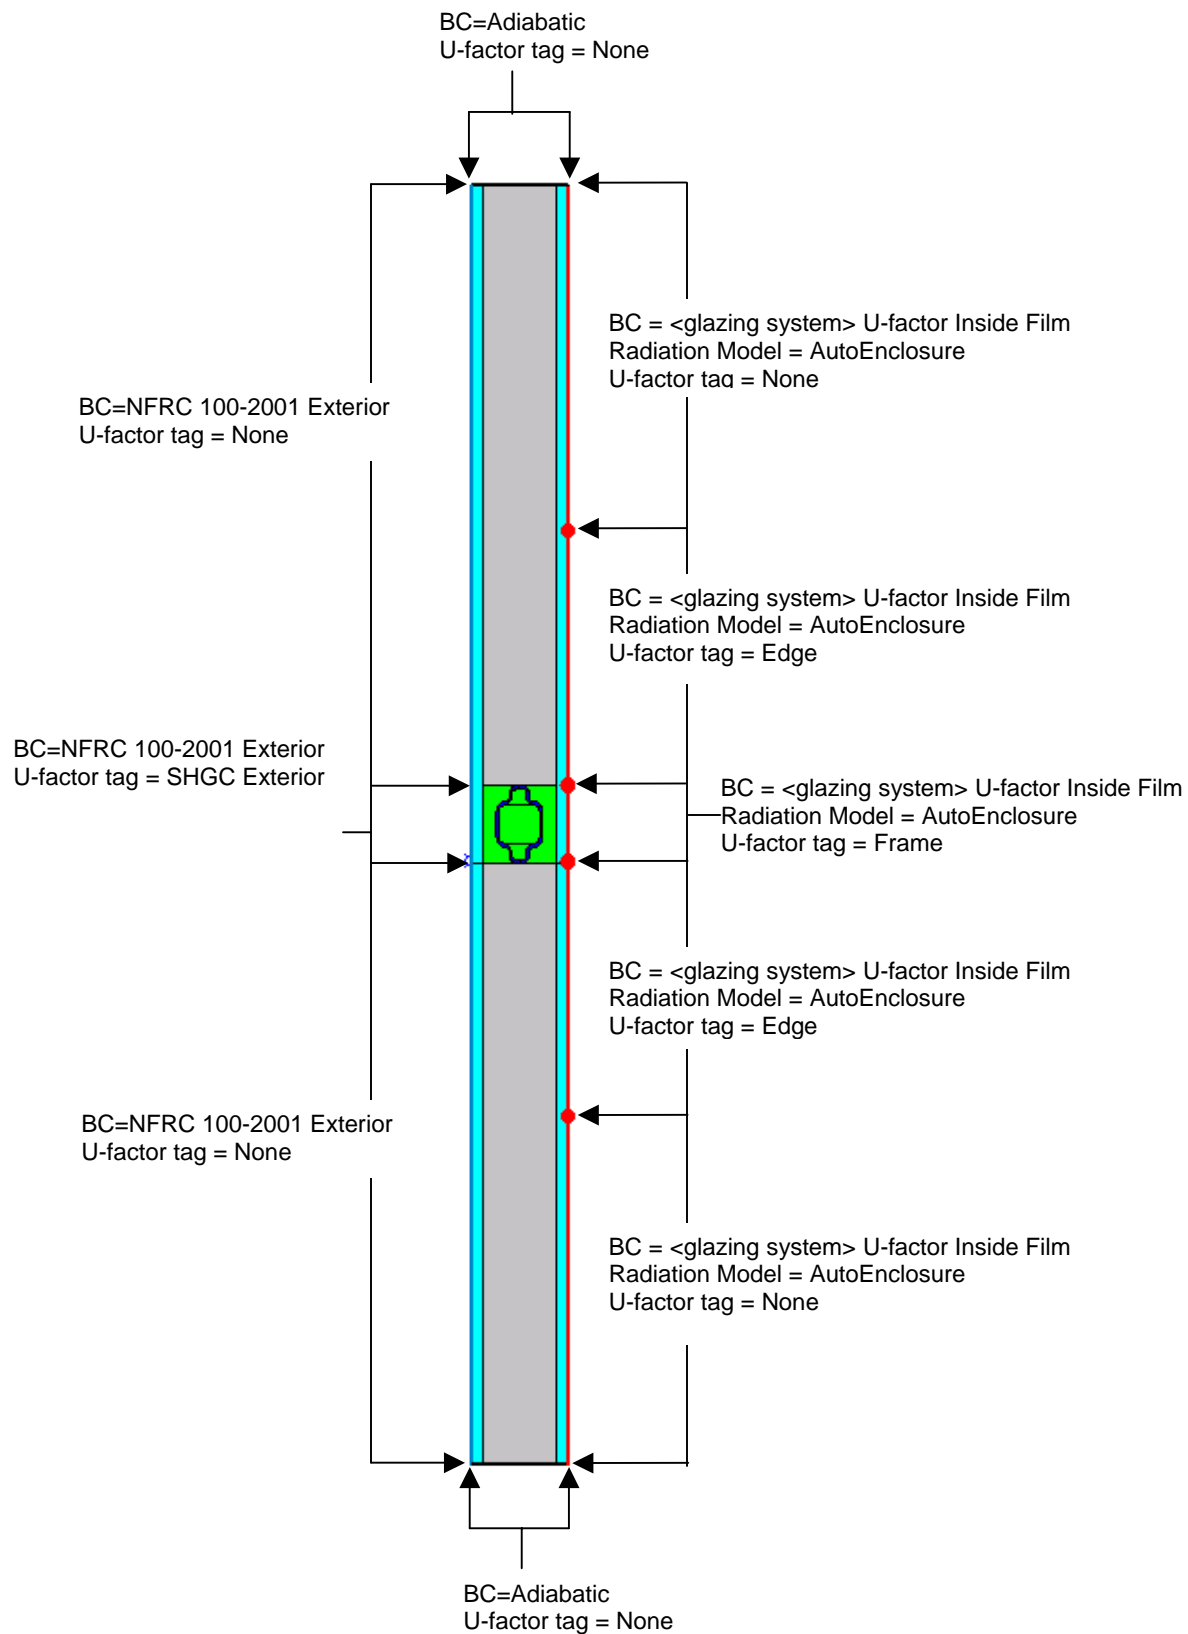 BC=Adiabatic
U-factor tag = None
BC = <glazing system> U-factor Inside Film
Radiation Model = AutoEnclosure
U-factor tag = None
BC=NFRC 100-2001 Exterior
U-factor tag = None
BC = <glazing system> U-factor Inside Film
Radiation Model = AutoEnclosure
U-factor tag = Edge
BC=NFRC 100-2001 Exterior
U-factor tag = SHGC Exterior
BC = <glazing system> U-factor Inside Film
Radiation Model = AutoEnclosure
U-factor tag = Frame
BC = <glazing system> U-factor Inside Film
Radiation Model = AutoEnclosure
U-factor tag = Edge
BC=NFRC 100-2001 Exterior
U-factor tag = None
BC = <glazing system> U-factor Inside Film
Radiation Model = AutoEnclosure
U-factor tag = None
BC=Adiabatic
U-factor tag = None